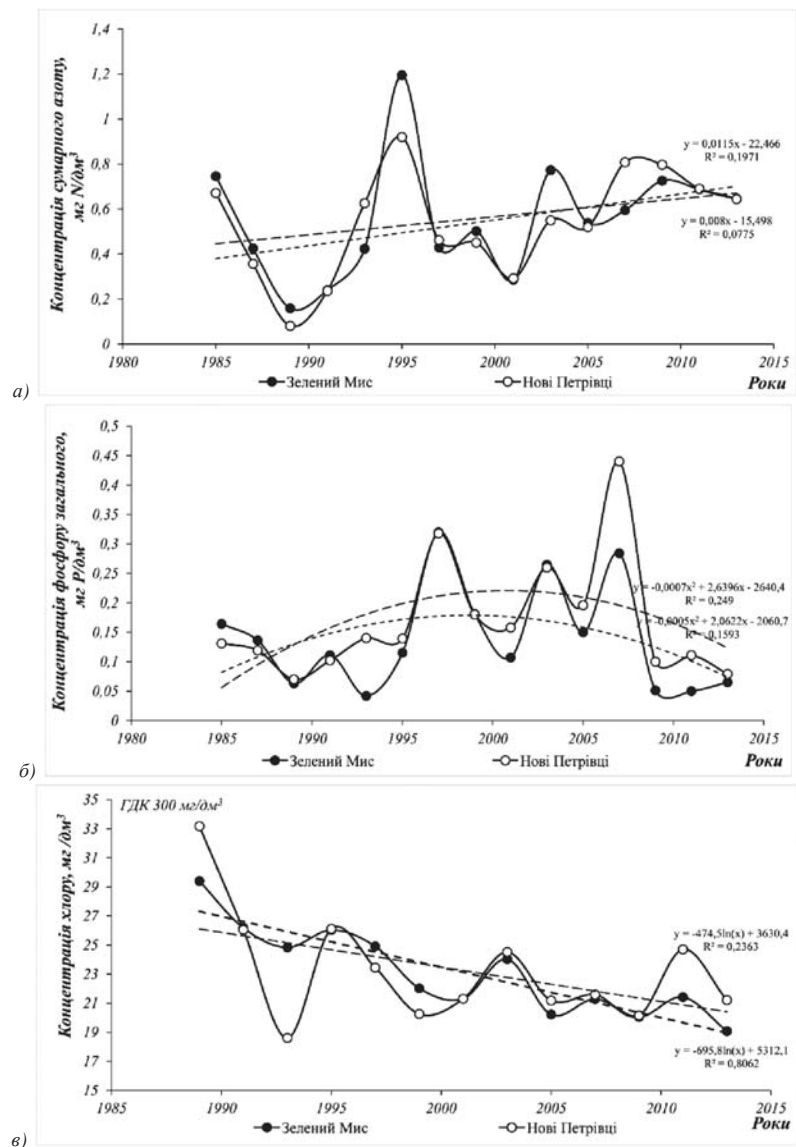 Концентрація сумарного азоту,
мг N/дм³
1,4
1,2
1
0,8
0,6
0,4
0,2
0
y = 0,0115x - 22,466
R² = 0,1971
y = 0,008x - 15,498
R² = 0,0775
1980 1985 1990 1995 2000 2005 2010 2015
Зелений Мис Нові Петрівці Роки
а)
Концентрація фосфору загального,
мг P/дм³
0,5
0,45
0,4
0,35
0,3
0,25
0,2
0,15
0,1
0,05
0
y = -0,0007x² + 2,6396x - 2640,4
R² = 0,249
y = -0,0005x² + 2,0622x - 2060,7
R² = 0,1593
1980 1985 1990 1995 2000 2005 2010 2015
Зелений Мис Нові Петрівці Роки
б)
Концентрація хлору, мг /дм³
ГДК 300 мг/дм³
35
33
31
29
27
25
23
21
19
17
15
y = -474,5ln(x) + 3630,4
R² = 0,2363
y = -695,8ln(x) + 5312,1
R² = 0,8062
1985 1990 1995 2000 2005 2010 2015
Зелений Мис Нові Петрівці Роки
в)